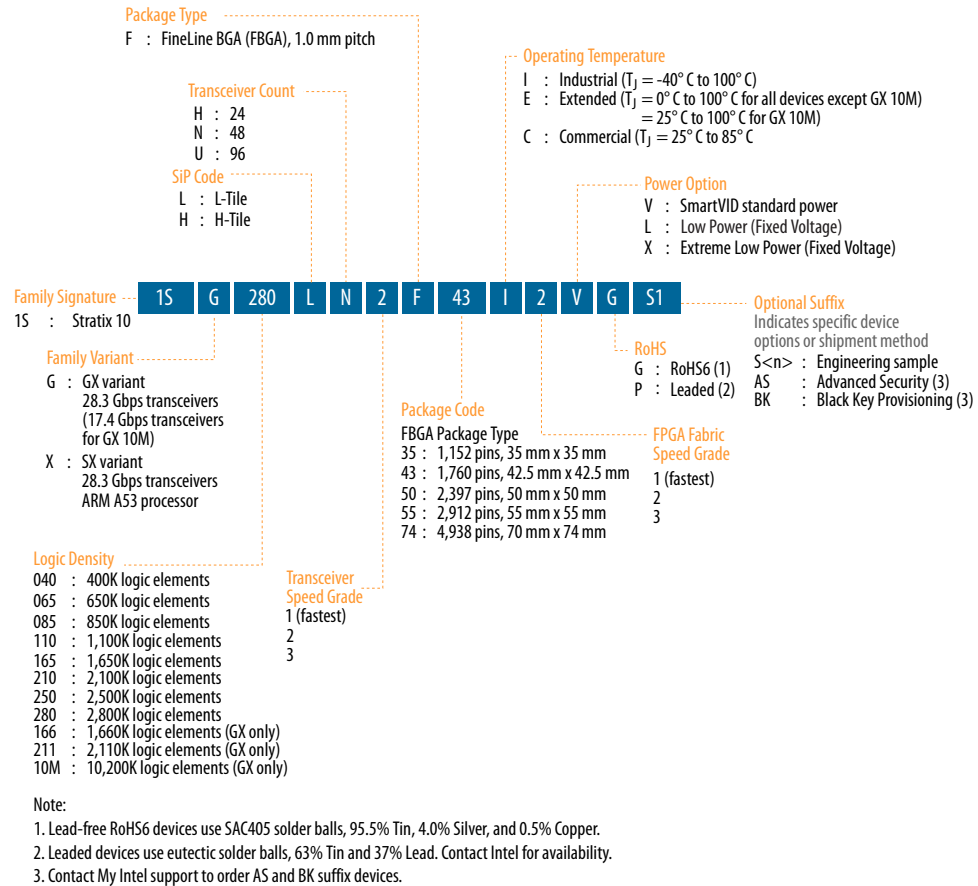 Package Type
F : FineLine BGA (FBGA), 1.0 mm pitch
Operating Temperature
I : Industrial (TJ = -40° C to 100° C)
E : Extended (TJ = 0° C to 100° C for all devices except GX 10M)
= 25° C to 100° C for GX 10M)
C : Commercial (TJ = 25° C to 85° C
Transceiver Count
H : 24
N : 48
U : 96
SiP Code
L : L-Tile
H : H-Tile
Power Option
V : SmartVID standard power
L : Low Power (Fixed Voltage)
X : Extreme Low Power (Fixed Voltage)
Family Signature
1S : Stratix 10
1S G 280 L N 2 F 43 I 2 V G S1
Optional Suffix
Indicates specific device
options or shipment method
S<n> : Engineering sample
AS : Advanced Security (3)
BK : Black Key Provisioning (3)
Family Variant
G : GX variant
28.3 Gbps transceivers
(17.4 Gbps transceivers
for GX 10M)
X : SX variant
28.3 Gbps transceivers
ARM A53 processor
RoHS
G : RoHS6 (1)
P : Leaded (2)
Package Code
FBGA Package Type
35 : 1,152 pins, 35 mm x 35 mm
43 : 1,760 pins, 42.5 mm x 42.5 mm
50 : 2,397 pins, 50 mm x 50 mm
55 : 2,912 pins, 55 mm x 55 mm
74 : 4,938 pins, 70 mm x 74 mm
FPGA Fabric
Speed Grade
1 (fastest)
2
3
Logic Density
040 : 400K logic elements
065 : 650K logic elements
085 : 850K logic elements
110 : 1,100K logic elements
165 : 1,650K logic elements
210 : 2,100K logic elements
250 : 2,500K logic elements
280 : 2,800K logic elements
166 : 1,660K logic elements (GX only)
211 : 2,110K logic elements (GX only)
10M : 10,200K logic elements (GX only)
Transceiver
Speed Grade
1 (fastest)
2
3
Note:
1. Lead-free RoHS6 devices use SAC405 solder balls, 95.5% Tin, 4.0% Silver, and 0.5% Copper.
2. Leaded devices use eutectic solder balls, 63% Tin and 37% Lead. Contact Intel for availability.
3. Contact My Intel support to order AS and BK suffix devices.